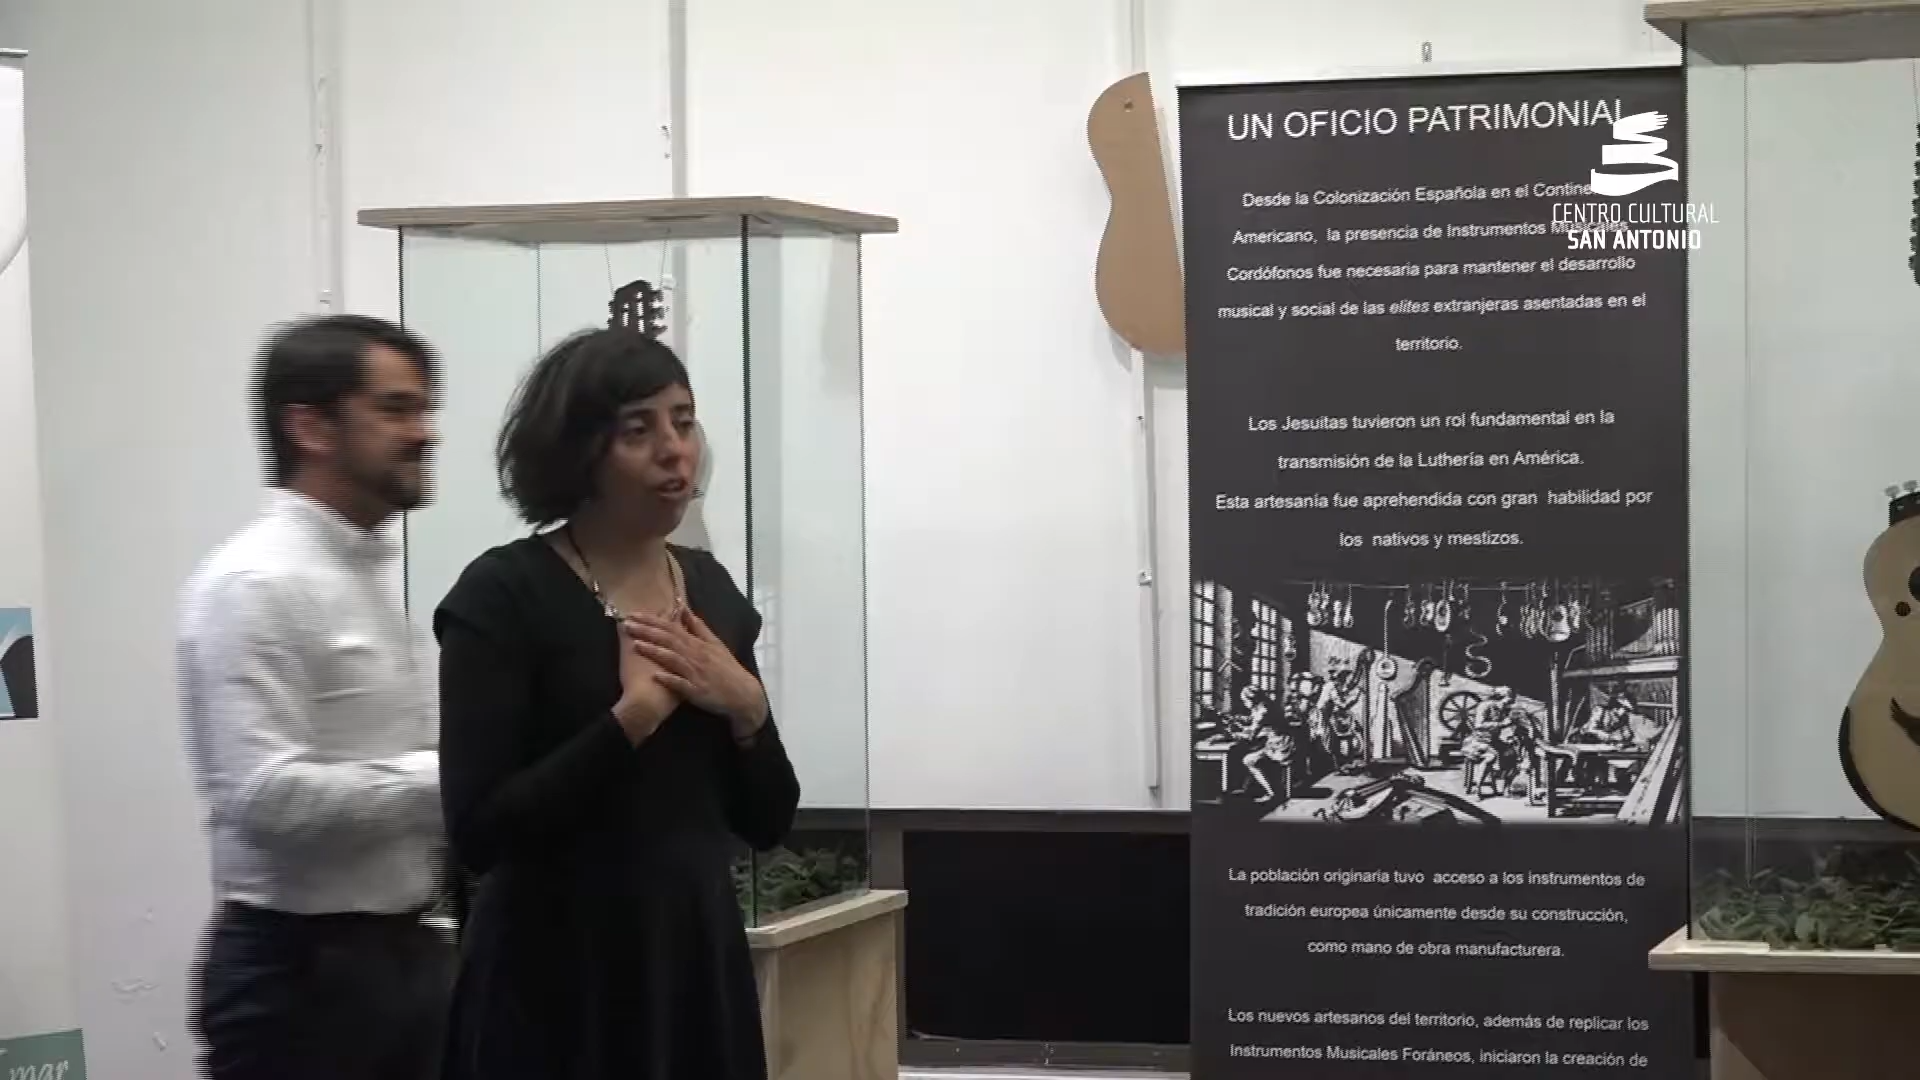 UN OFICIO PATRIMONIAL
Desde la Colonización Española en el
Americano, la presencia de Instrumentos Musicales
Cordófonos fue necesaria para mantener el desarrollo
musical y social de las elites extranjeras asentadas en el
territorio.
Los Jesuitas tuvieron un rol fundamental en la
transmisión de la Luthería en América.
Esta artesanía fue aprehendida con gran habilidad por
los nativos y mestizos.
La población originaria tuvo acceso a los instrumentos de
tradición europea únicamente desde su construcción,
como mano de obra manufacturera.
Los nuevos artesanos del territorio, además de replicar los
Instrumentos Musicales Foráneos, iniciaron la creación de
CENTRO CULTURAL
SAN ANTONIO
mar